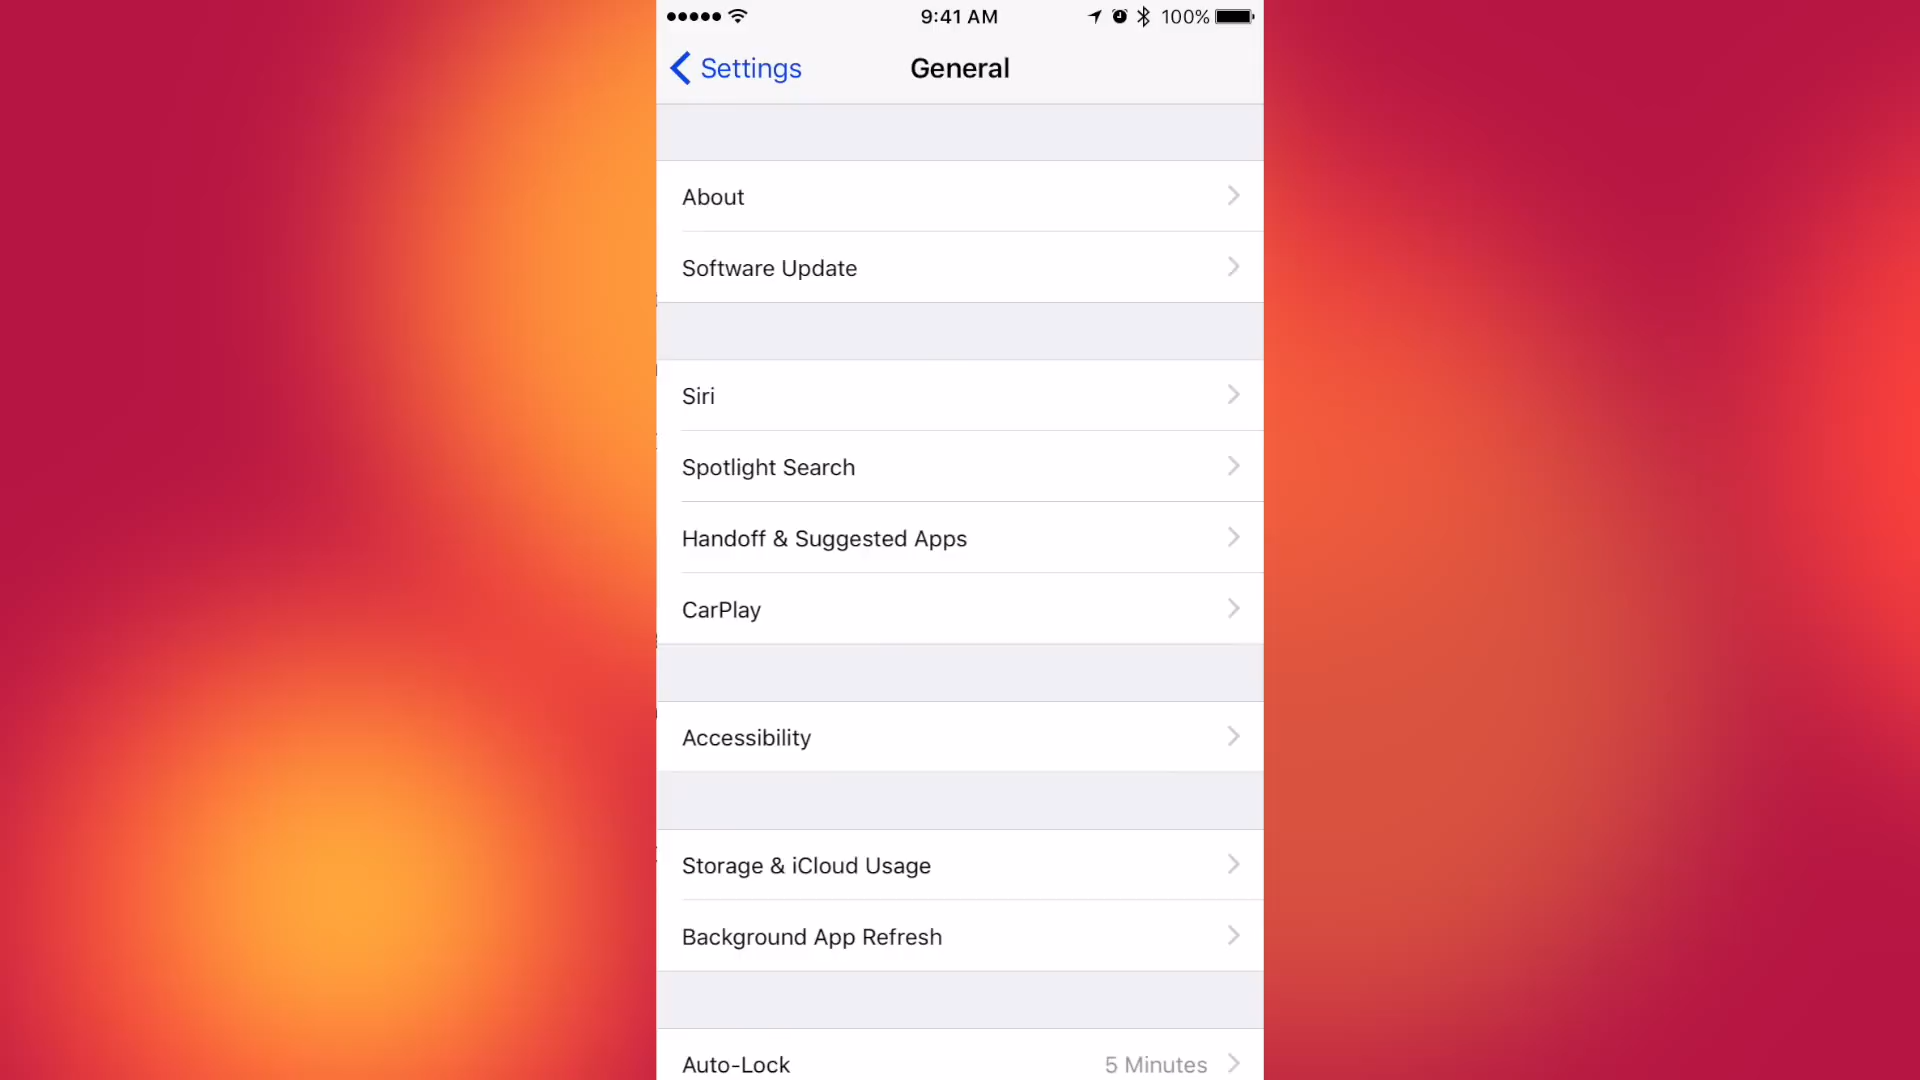 9:41 AM 100%
Settings General
About
Software Update
Siri
Spotlight Search
Handoff & Suggested Apps
CarPlay
Accessibility
Storage & iCloud Usage
Background App Refresh
Auto-Lock 5 Minutes